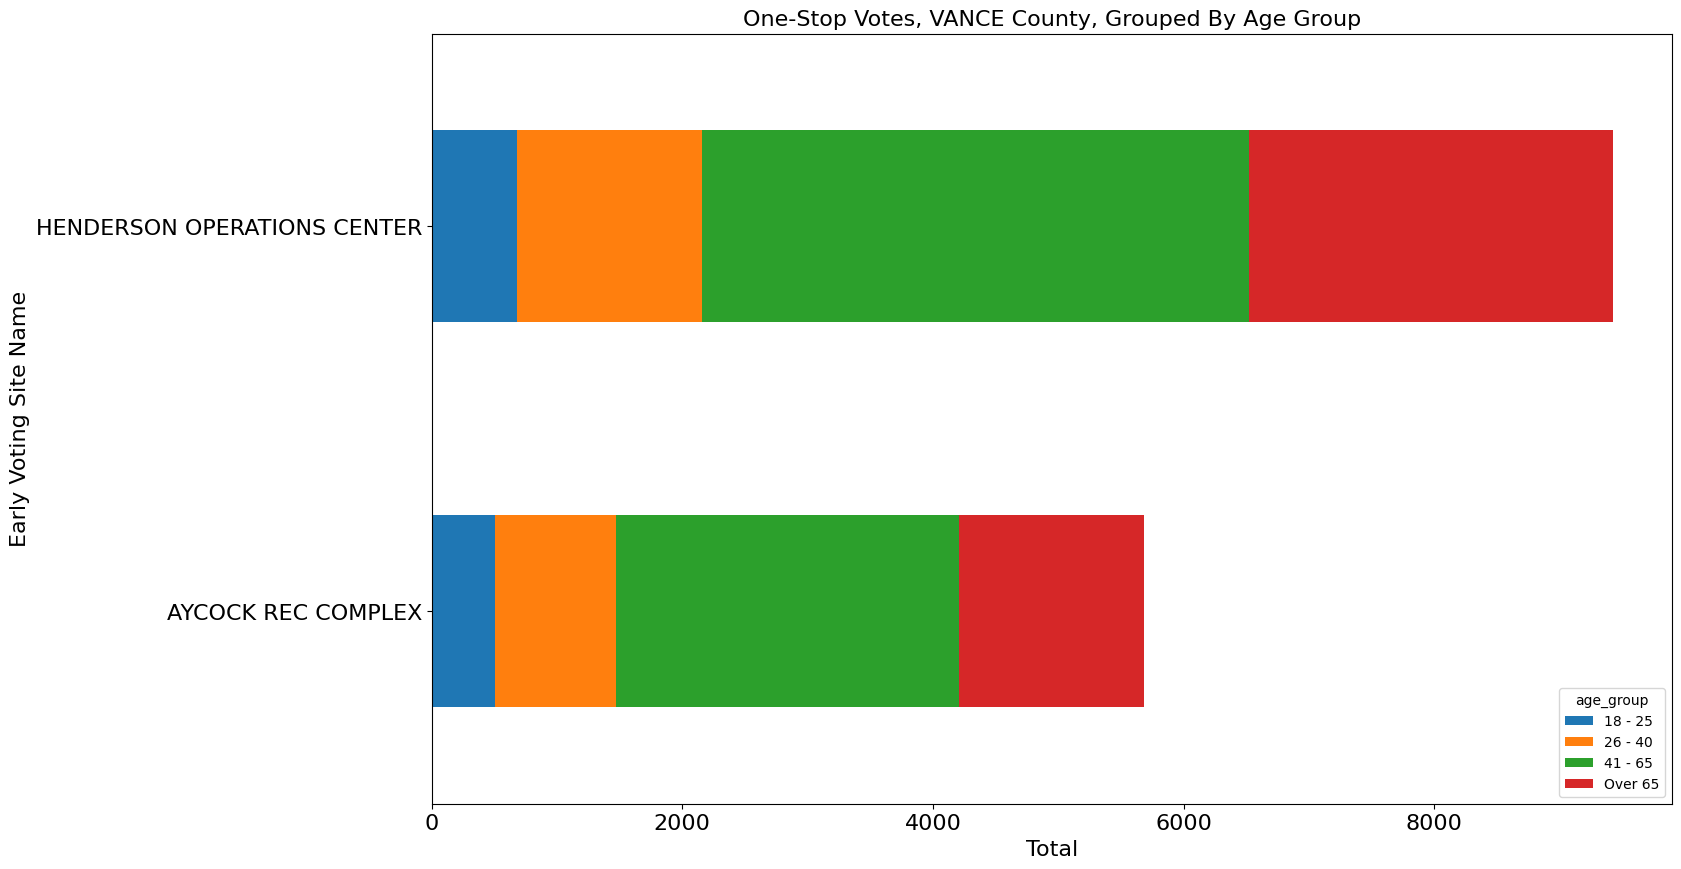 One-Stop Votes, VANCE County, Grouped By Age Group
Early Voting Site Name
HENDERSON OPERATIONS CENTER
AYCOCK REC COMPLEX
age_group
18 - 25
26 - 40
41 - 65
Over 65
0 2000 4000 6000 8000
Total